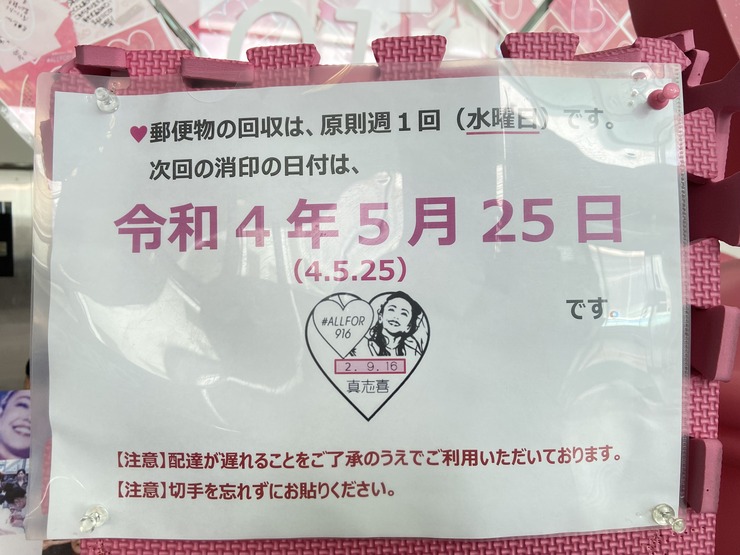 ♥郵便物の回収は、原則週1回(水曜日)です。
次回の消印の日付は、
令和4年5月25日
(4.5.25)
です。
#ALLFOR
916
2. 9.16
真志喜
【注意】配達が遅れることをご了承のうえでご利用いただいております。
【注意】切手を忘れずにお貼りください。